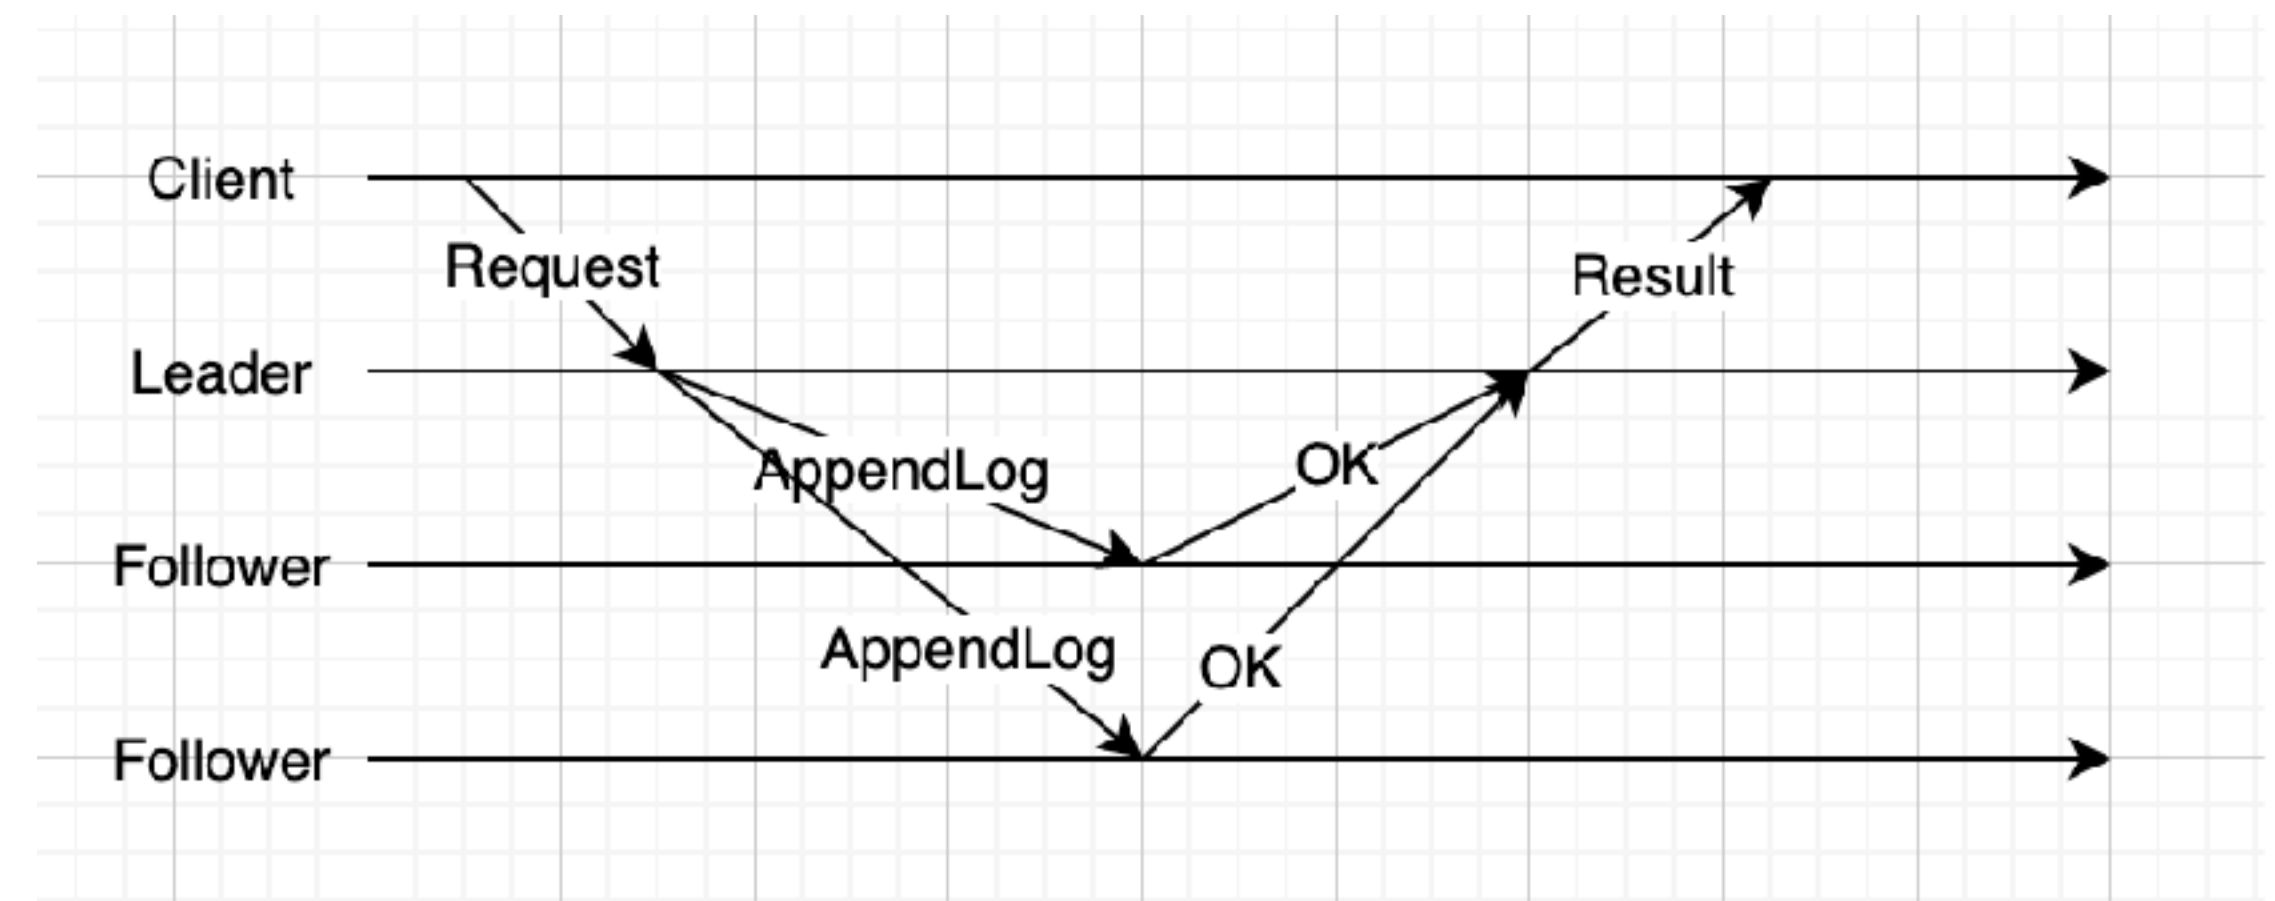 Client
Request
Result
Leader
AppendLog
OK
Follower
AppendLog
OK
Follower